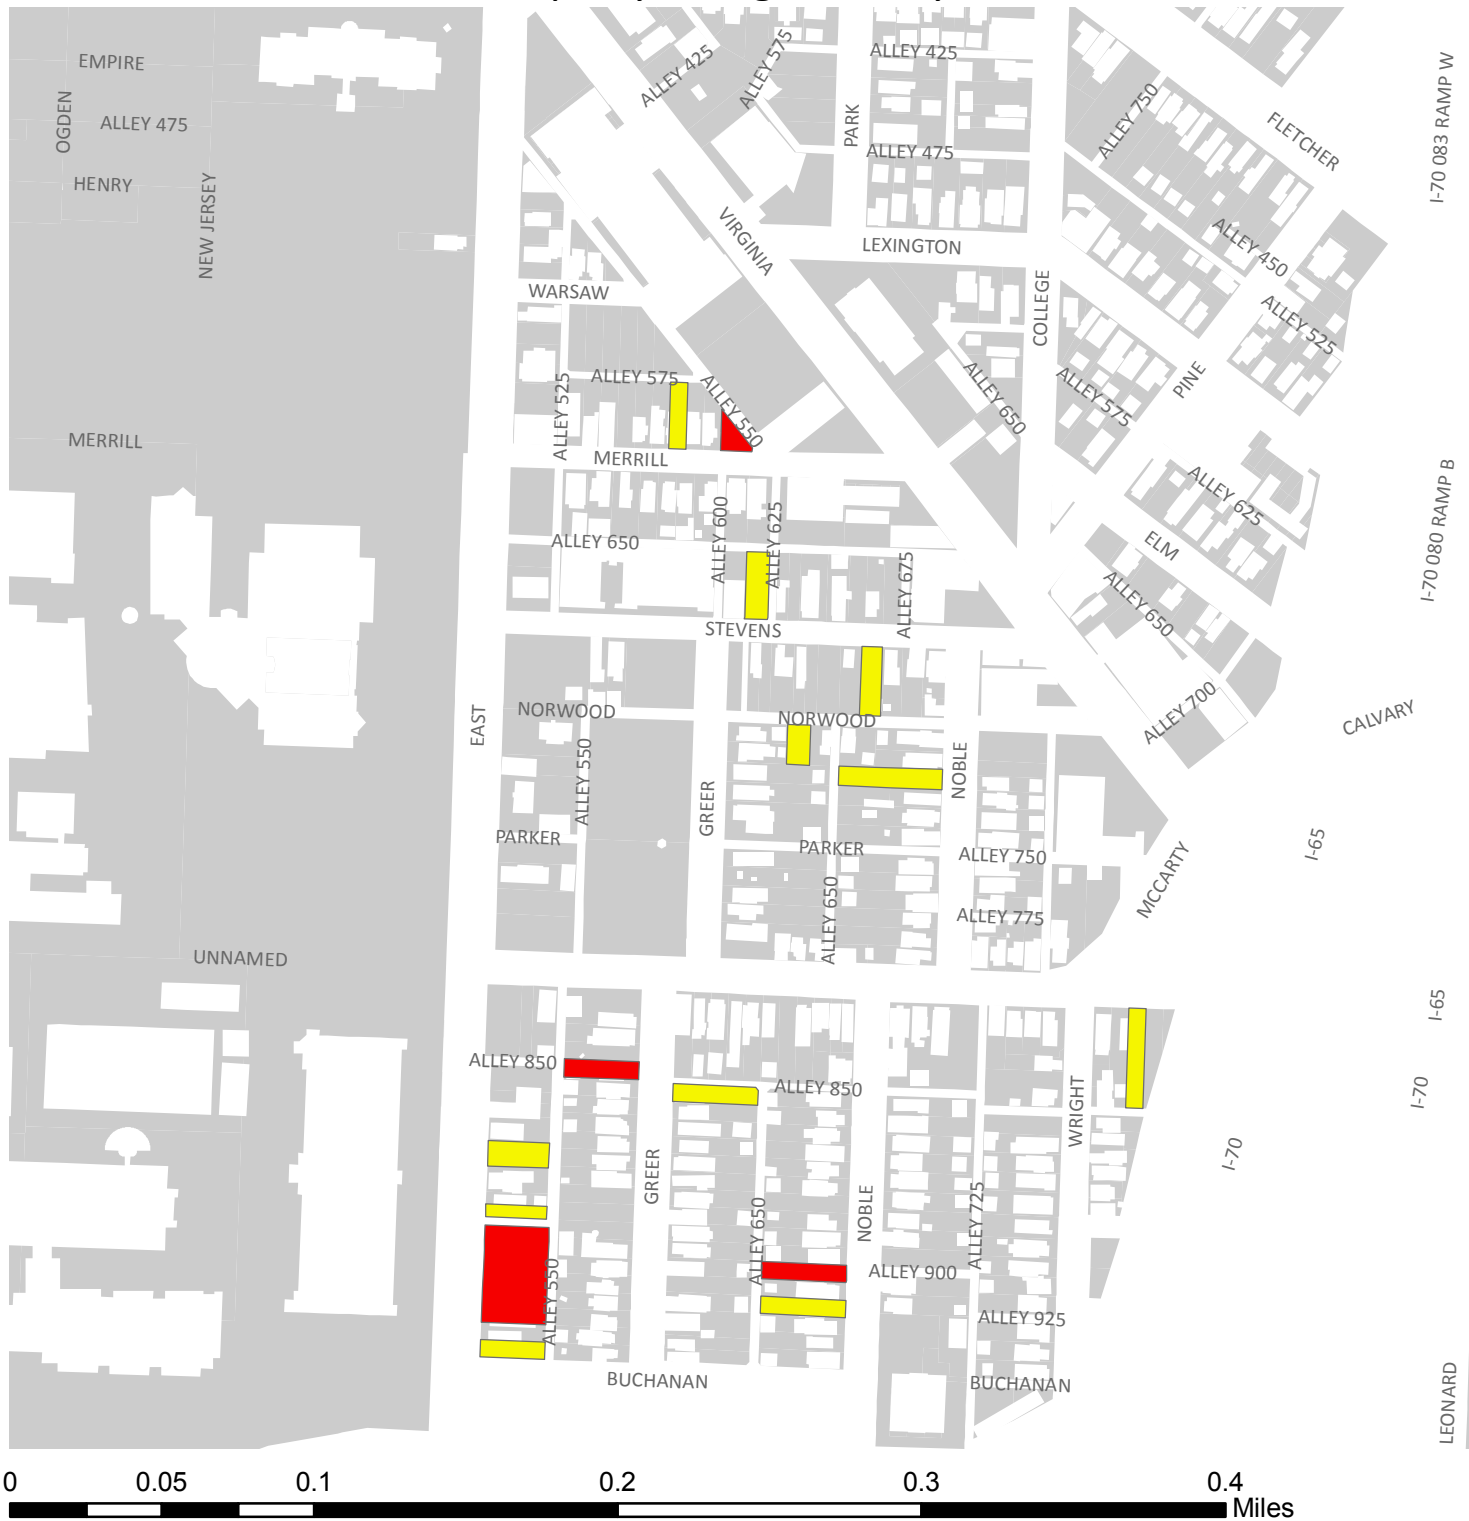 EMPIRE
OGDEN
ALLEY 475
HENRY
NEW JERSEY
MERRILL
UNNAMED
ALLEY 425
ALLEY 575
PARK
ALLEY 425
ALLEY 475
ALLEY 750
FLETCHER
I-70 083 RAMP W
VIRGINIA
LEXINGTON
ALLEY 450
WARSAW
COLLEGE
ALLEY 525
ALLEY 575
ALLEY 550
ALLEY 525
ALLEY 650
ALLEY 575
PINE
MERRILL
ALLEY 600
ALLEY 625
ALLEY 625
ELM
I-70 080 RAMP B
ALLEY 650
ALLEY 675
ALLEY 650
STEVENS
ALLEY 700
CALVARY
EAST
NORWOOD
NORWOOD
ALLEY 550
GREER
NOBLE
PARKER
PARKER
ALLEY 750
I-65
MCCARTY
ALLEY 650
ALLEY 775
I-65
ALLEY 850
ALLEY 850
WRIGHT
I-70
I-70
GREER
ALLEY 650
NOBLE
ALLEY 725
ALLEY 550
ALLEY 900
ALLEY 925
BUCHANAN
BUCHANAN
LEONARD
0 0.05 0.1 0.2 0.3 0.4
Miles